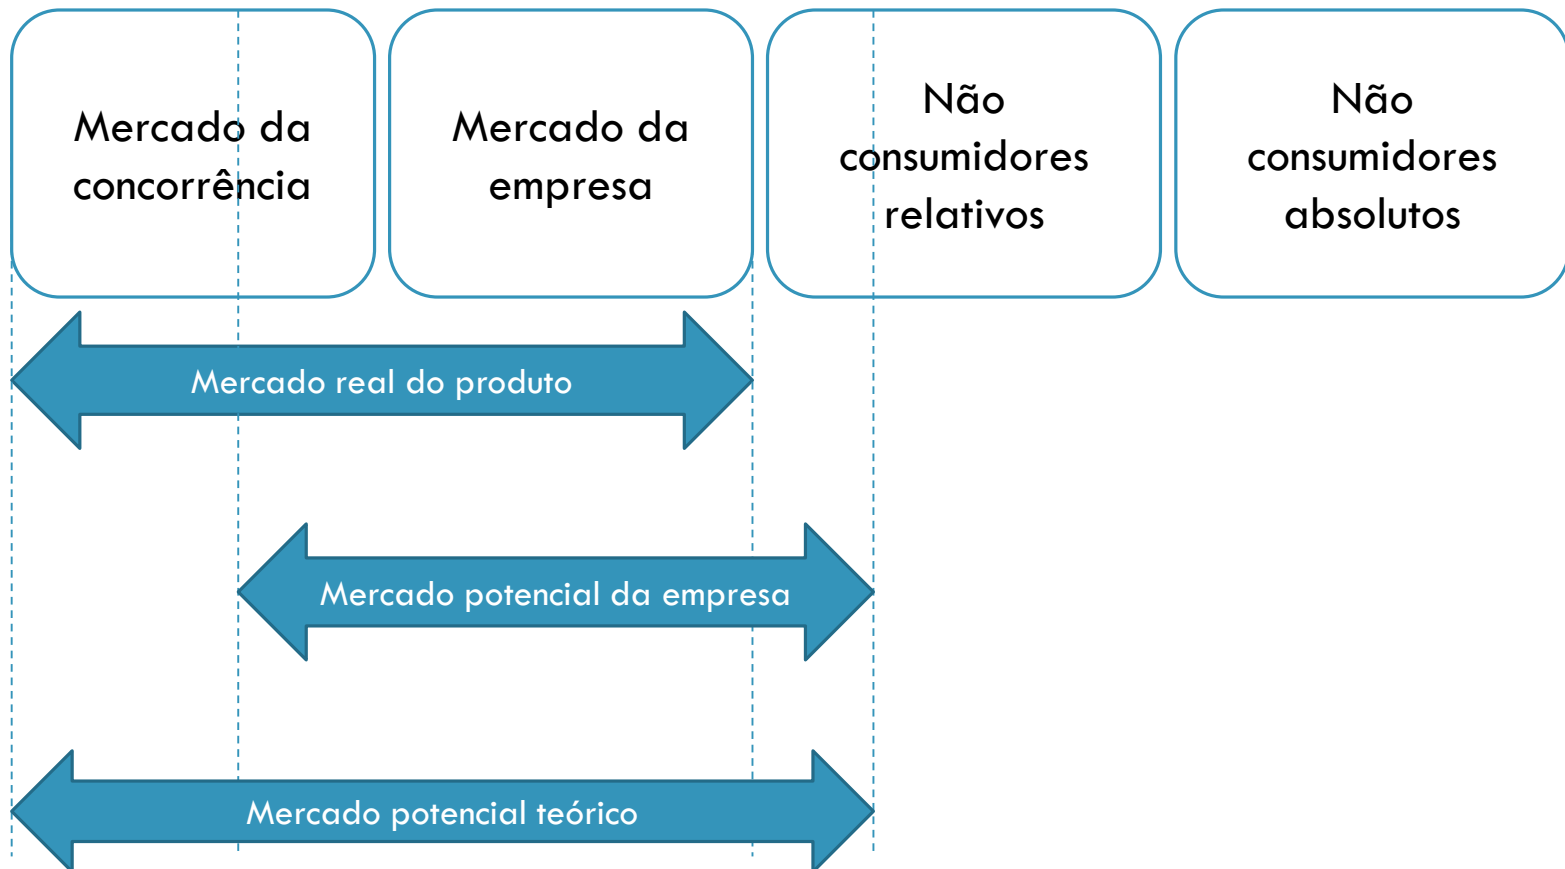 Mercado da
concorrência
Mercado da
empresa
Não
consumidores
relativos
Não
consumidores
absolutos
Mercado real do produto
Mercado potencial da empresa
Mercado potencial teórico